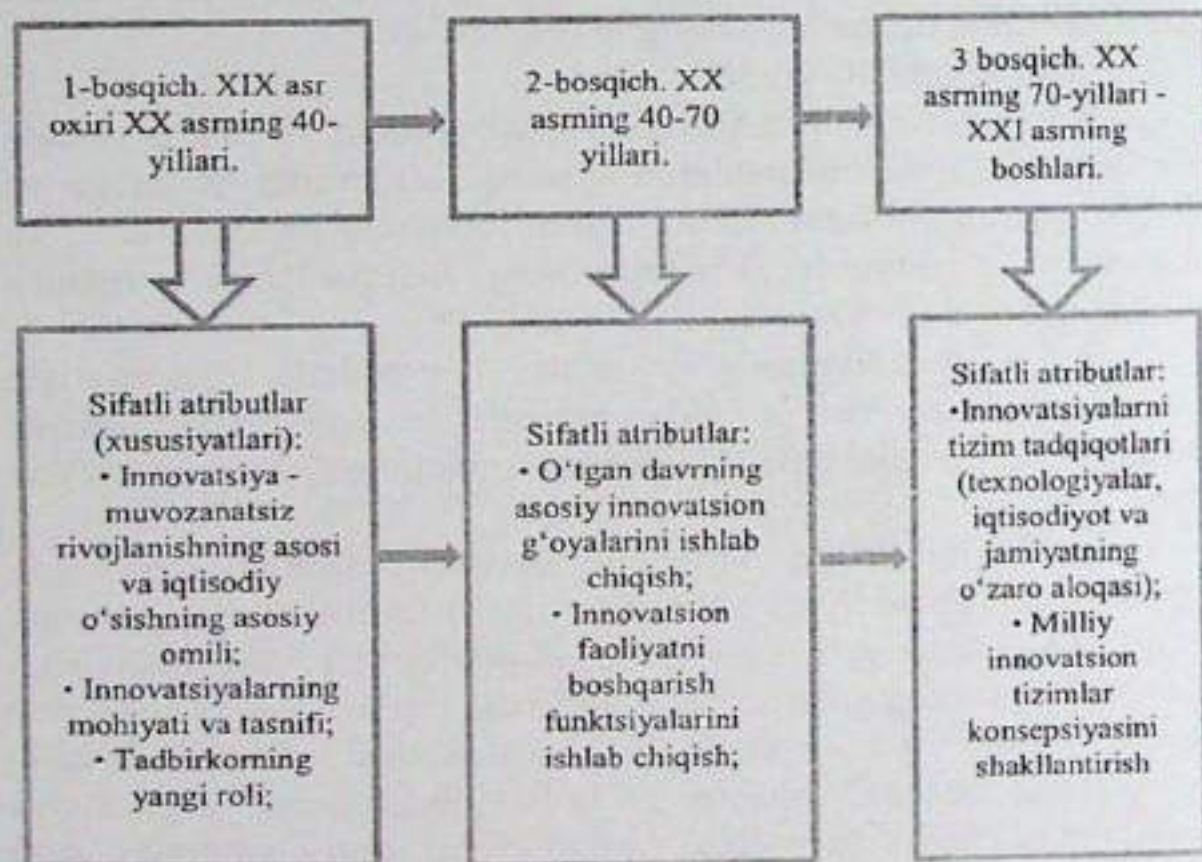 1-bosqich. XIX asr
oxiri XX asrning 40-
yillari.
2-bosqich. XX
asrning 40-70
yillari.
3 bosqich. XX
asrning 70-yillari -
XXI asrning
boshlari.
Sifatli atributlar
(xususiyatlari):
• Innovatsiya -
muvozanatsiz
rivojlanishning asosi
va iqtisodiy
o‘sishning asosiy
omili;
• Innovatsiyalarning
mohiyati va tasnifi;
• Tadbirkorning
yangi roli;
Sifatli atributlar:
• O‘tgan davrning
asosiy innovatsion
g‘oyalarini ishlab
chiqish;
• Innovatsion
faoliyatni
boshqarish
funktsiyalarini
ishlab chiqish;
Sifatli atributlar:
•Innovatsiyalarni
tizim tadqiqotlari
(texnologiyalar,
iqtisodiyot va
jamiyatning
o‘zaro aloqasi);
• Milliy
innovatsion
tizimlar
konsepsiyasini
shakllantirish